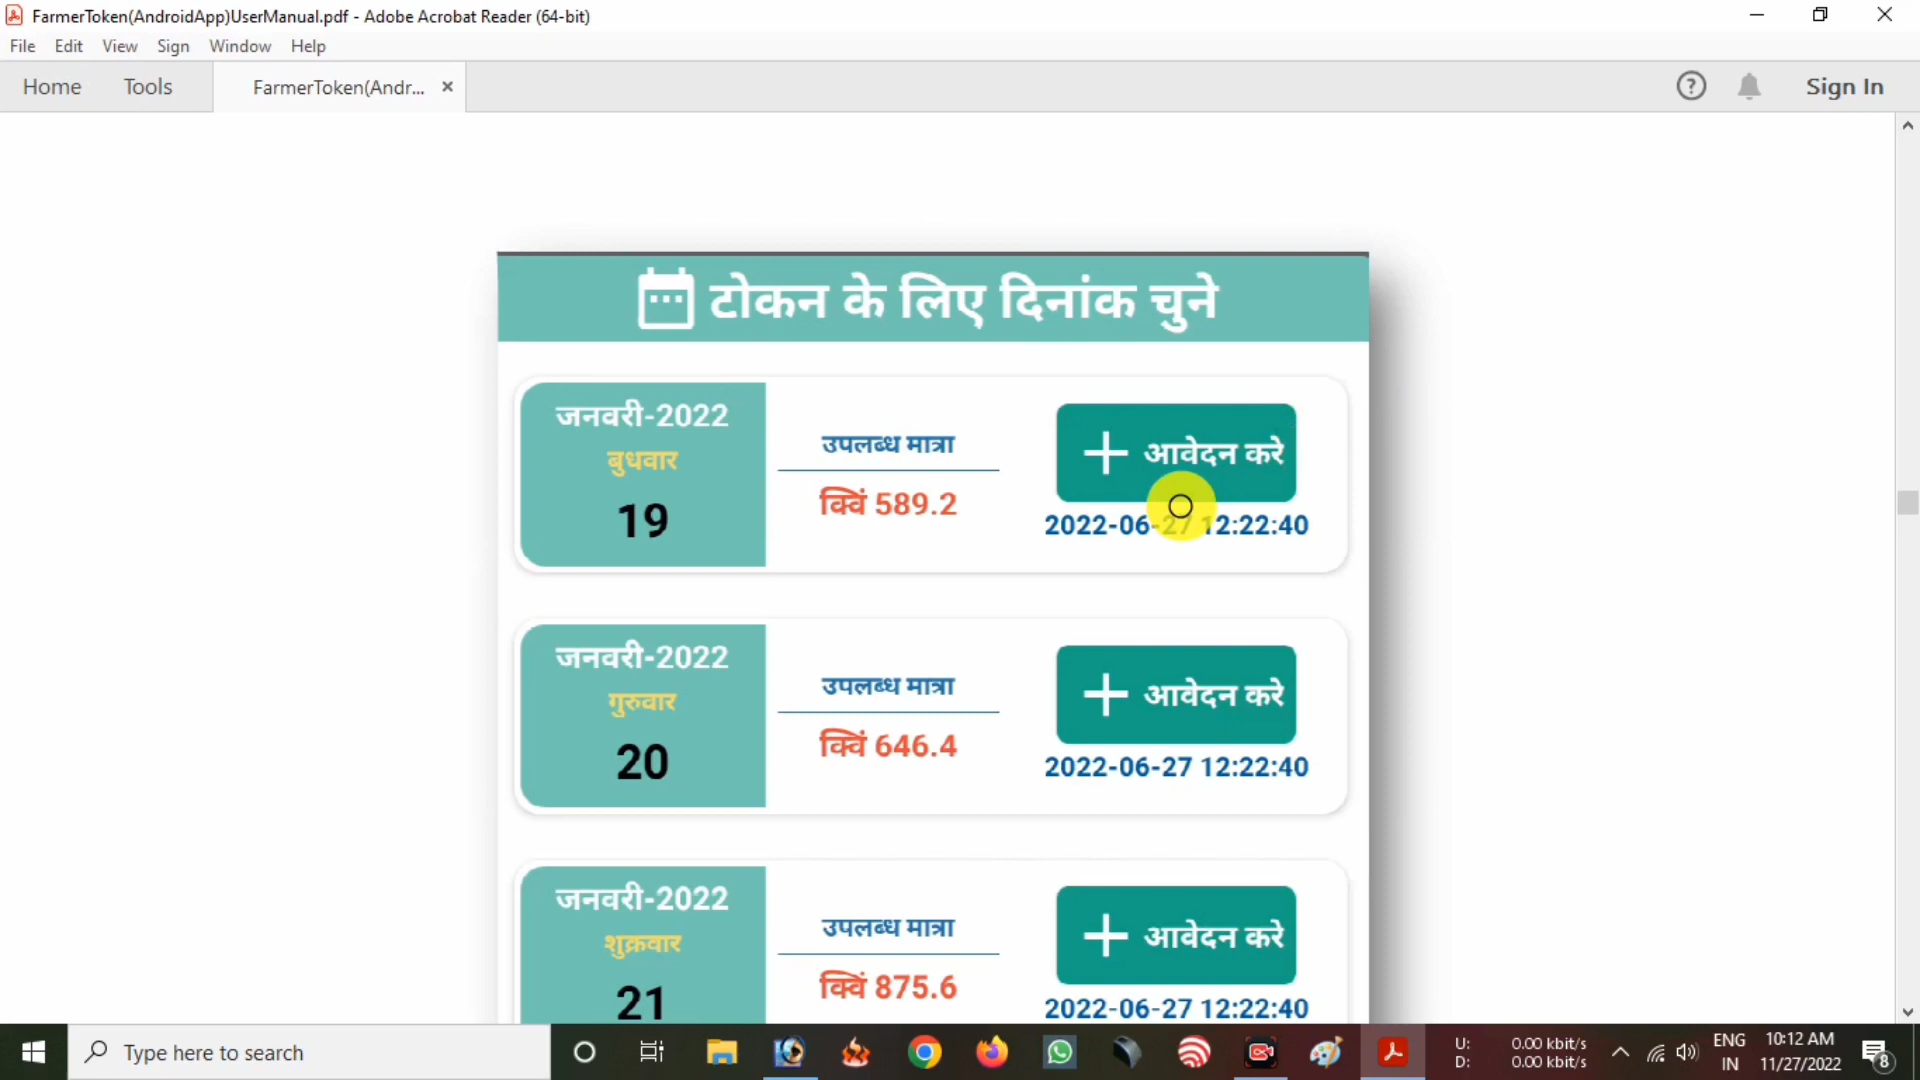 FarmerToken(AndroidApp)UserManual.pdf - Adobe Acrobat Reader (64-bit)
File Edit View Sign Window Help
Home Tools FarmerToken(Andr... Sign In
टोकन के लिए दिनांक चुने
जनवरी-2022
बुधवार
19
उपलब्ध मात्रा
क्विं 589.2
आवेदन करे
2022-06-27 12:22:40
जनवरी-2022
गुरुवार
20
उपलब्ध मात्रा
क्विं 646.4
आवेदन करे
2022-06-27 12:22:40
जनवरी-2022
शुक्रवार
21
उपलब्ध मात्रा
क्विं 875.6
आवेदन करे
2022-06-27 12:22:40
Type here to search
U: 0.00 kbit/s
D: 0.00 kbit/s
ENG
IN
10:12 AM
11/27/2022
8